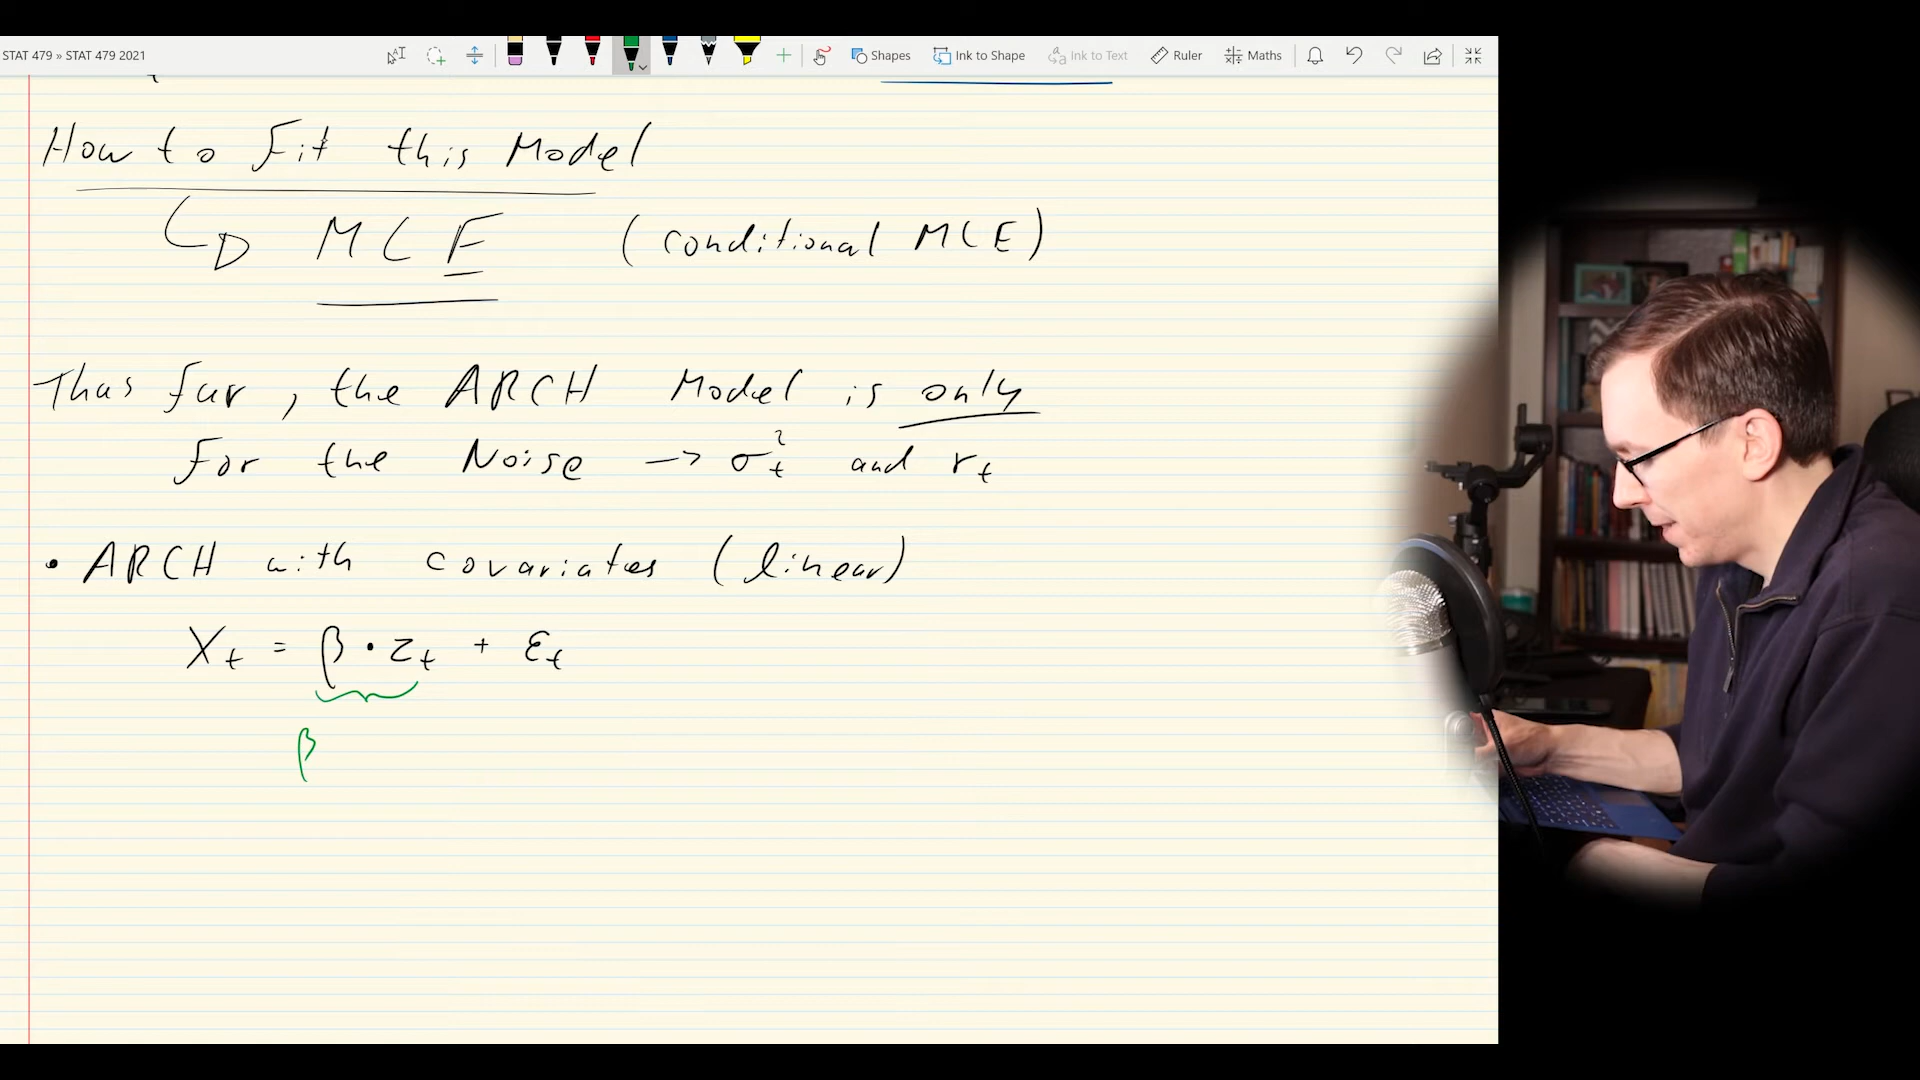 STAT 479 » STAT 479 2021
Shapes Ink to Shape Ink to Text Ruler Maths
How to Fit this Model
↳ MLE (conditional MLE)
Thus far, the ARCH Model is only
for the Noise → σ²ₜ and rₜ
• ARCH with covariates (linear)
Xₜ = β · zₜ + εₜ
β